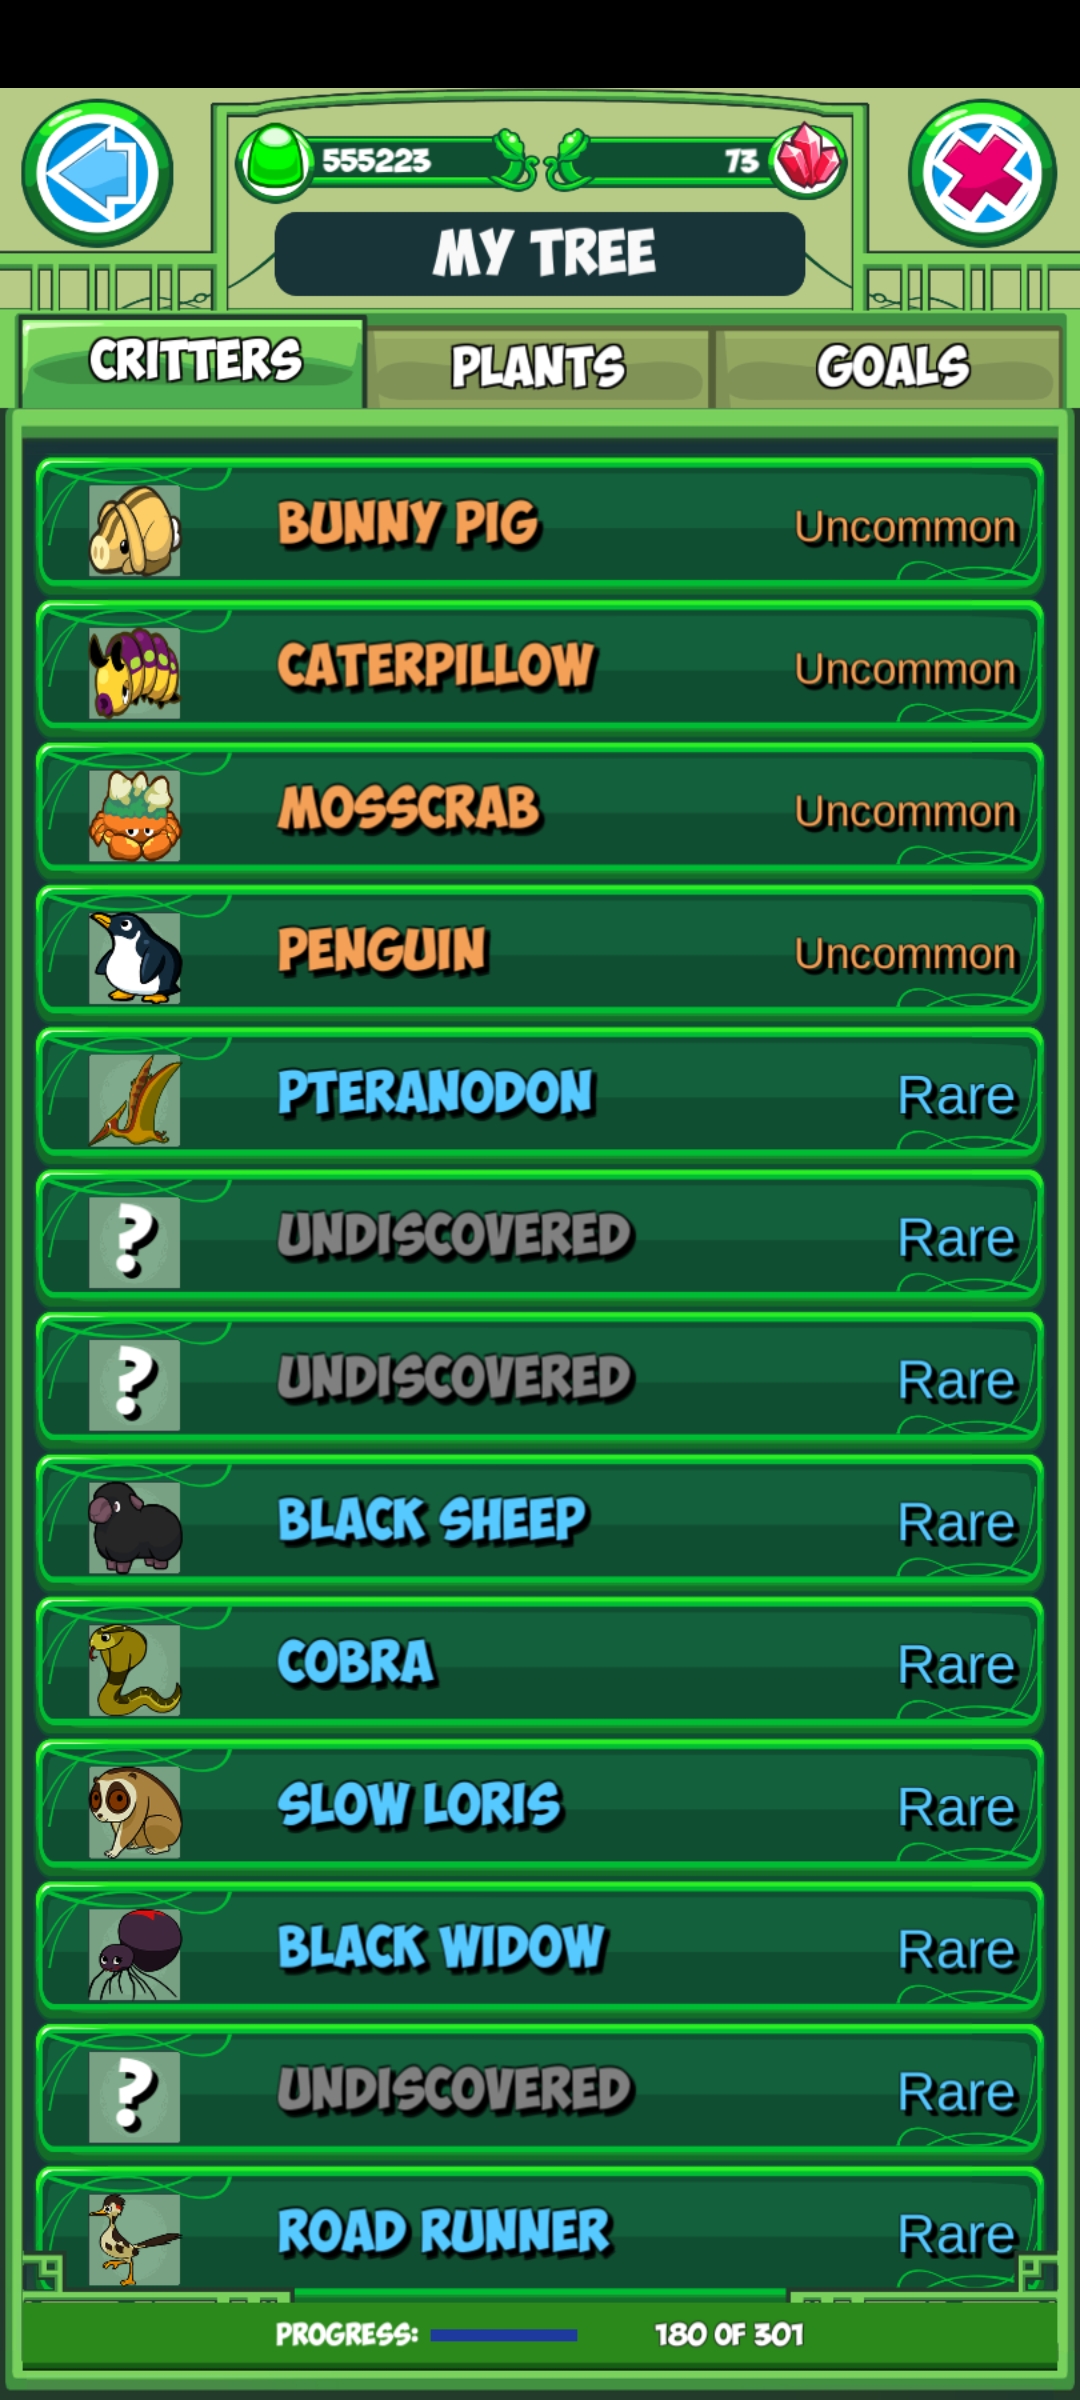 555223
73
MY TREE
CRITTERS PLANTS GOALS
BUNNY PIG Uncommon
CATERPILLOW Uncommon
MOSSCRAB Uncommon
PENGUIN Uncommon
PTERANODON Rare
? UNDISCOVERED Rare
? UNDISCOVERED Rare
BLACK SHEEP Rare
COBRA Rare
SLOW LORIS Rare
BLACK WIDOW Rare
? UNDISCOVERED Rare
ROAD RUNNER Rare
PROGRESS: 180 OF 301